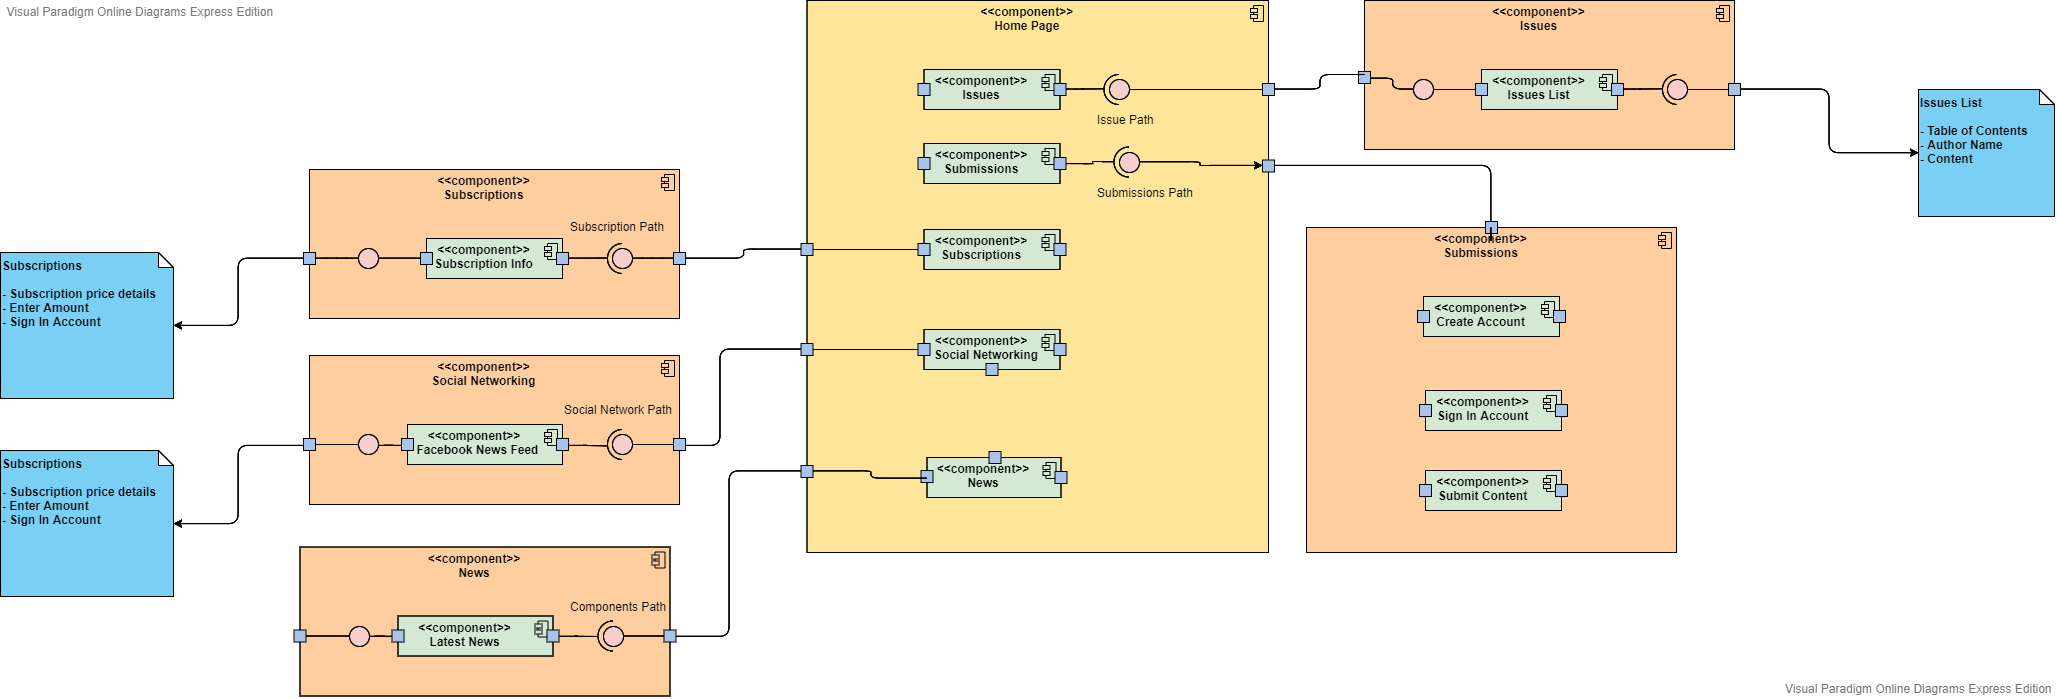 Visual Paradigm Online Diagrams Express Edition
<<component>>
Home Page
<<component>>
Issues
Issue Path
<<component>>
Submissions
Submissions Path
<<component>>
Subscriptions
<<component>>
Social Networking
<<component>>
News
<<component>>
Issues
<<component>>
Issues List
Issues List
- Table of Contents
- Author Name
- Content
<<component>>
Subscriptions
Subscription Path
<<component>>
Subscription Info
Subscriptions
- Subscription price details
- Enter Amount
- Sign In Account
<<component>>
Social Networking
Social Network Path
<<component>>
Facebook News Feed
Subscriptions
- Subscription price details
- Enter Amount
- Sign In Account
<<component>>
News
Components Path
<<component>>
Latest News
<<component>>
Submissions
<<component>>
Create Account
<<component>>
Sign In Account
<<component>>
Submit Content
Visual Paradigm Online Diagrams Express Edition